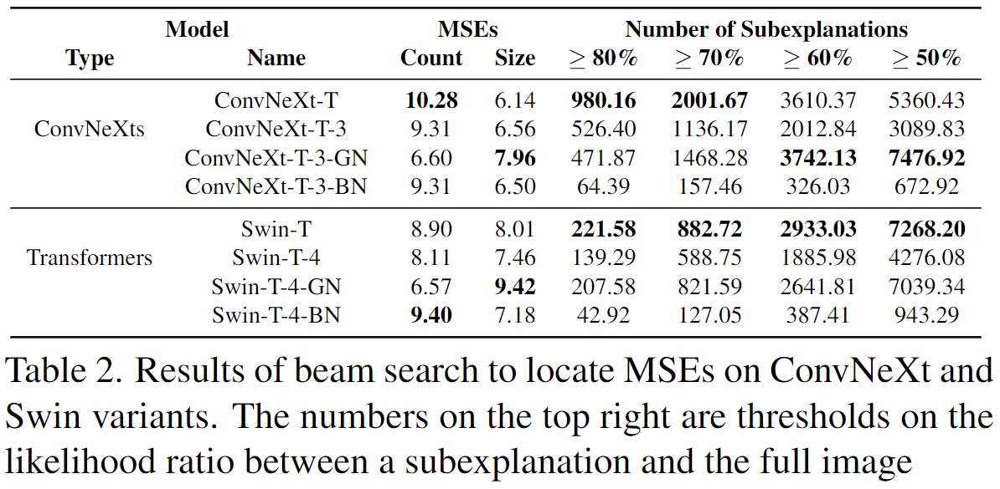 Model MSEs Number of Subexplanations
Type Name Count Size ≥ 80% ≥ 70% ≥ 60% ≥ 50%
ConvNeXt-T 10.28 6.14 980.16 2001.67 3610.37 5360.43
ConvNeXts ConvNeXt-T-3 9.31 6.56 526.40 1136.17 2012.84 3089.83
ConvNeXt-T-3-GN 6.60 7.96 471.87 1468.28 3742.13 7476.92
ConvNeXt-T-3-BN 9.31 6.50 64.39 157.46 326.03 672.92
Swin-T 8.90 8.01 221.58 882.72 2933.03 7268.20
Transformers Swin-T-4 8.11 7.46 139.29 588.75 1885.98 4276.08
Swin-T-4-GN 6.57 9.42 207.58 821.59 2641.81 7039.34
Swin-T-4-BN 9.40 7.18 42.92 127.05 387.41 943.29
Table 2. Results of beam search to locate MSEs on ConvNeXt and
Swin variants. The numbers on the top right are thresholds on the
likelihood ratio between a subexplanation and the full image